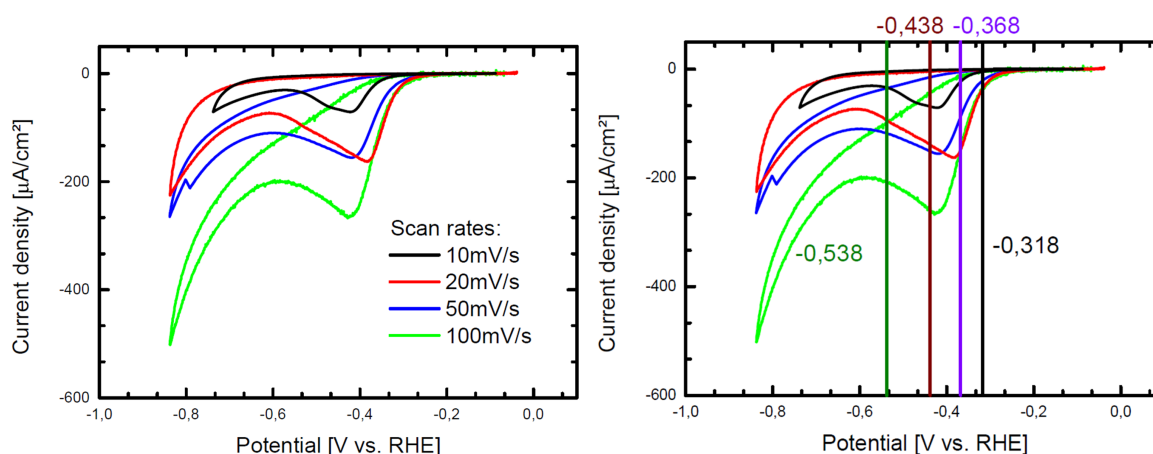 0
-200
-400
-600
-1,0
-0,8
-0,6
-0,4
-0,2
0,0
Current density [µA/cm²]
Potential [V vs. RHE]
Scan rates:
10mV/s
20mV/s
50mV/s
100mV/s
-0,438
-0,368
0
-200
-400
-600
-1,0
-0,8
-0,6
-0,4
-0,2
0,0
Current density [µA/cm²]
Potential [V vs. RHE]
-0,538
-0,318